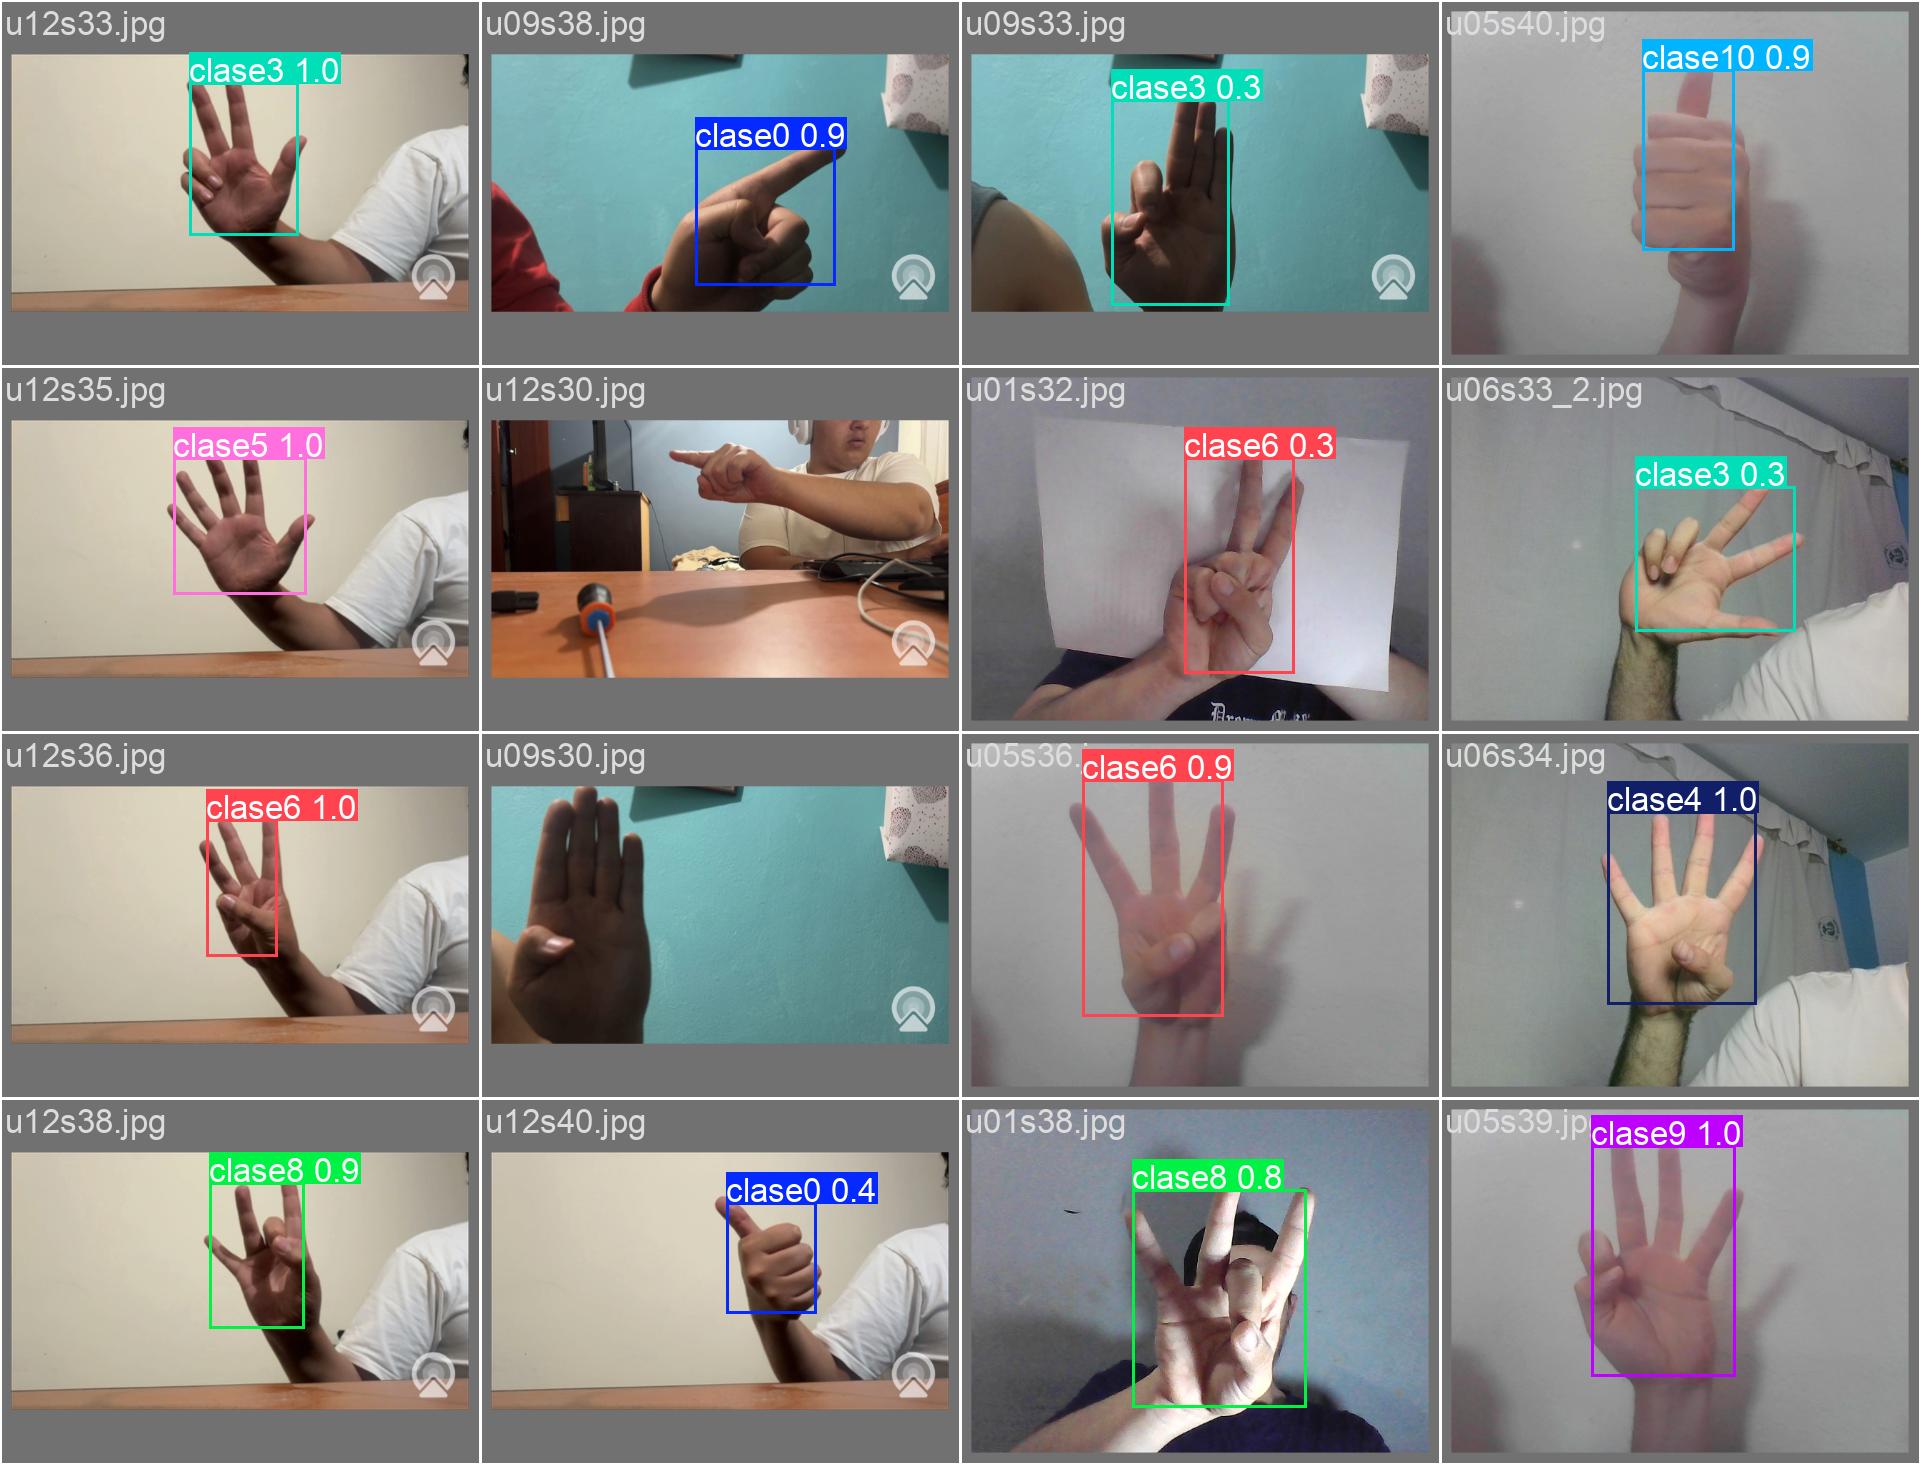 u12s33.jpg
clase3 1.0
u09s38.jpg
clase0 0.9
u09s33.jpg
clase3 0.3
u05s40.jpg
clase10 0.9
u12s35.jpg
clase5 1.0
u12s30.jpg
u01s32.jpg
clase6 0.3
u06s33_2.jpg
clase3 0.3
u12s36.jpg
clase6 1.0
u09s30.jpg
u05s36.
clase6 0.9
u06s34.jpg
clase4 1.0
u12s38.jpg
clase8 0.9
u12s40.jpg
clase0 0.4
u01s38.jpg
clase8 0.8
u05s39.jp
clase9 1.0